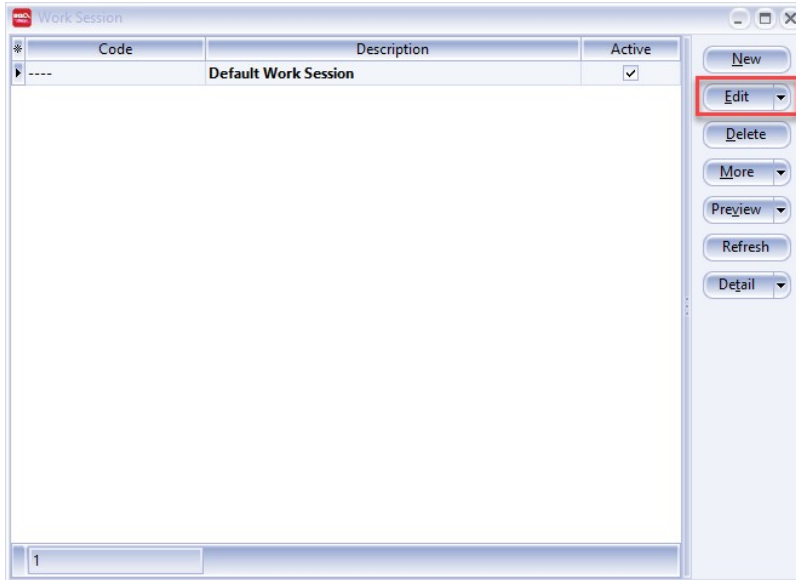 Work Session
* Code Description Active
---- Default Work Session
1
New
Edit
Delete
More
Preview
Refresh
Detail